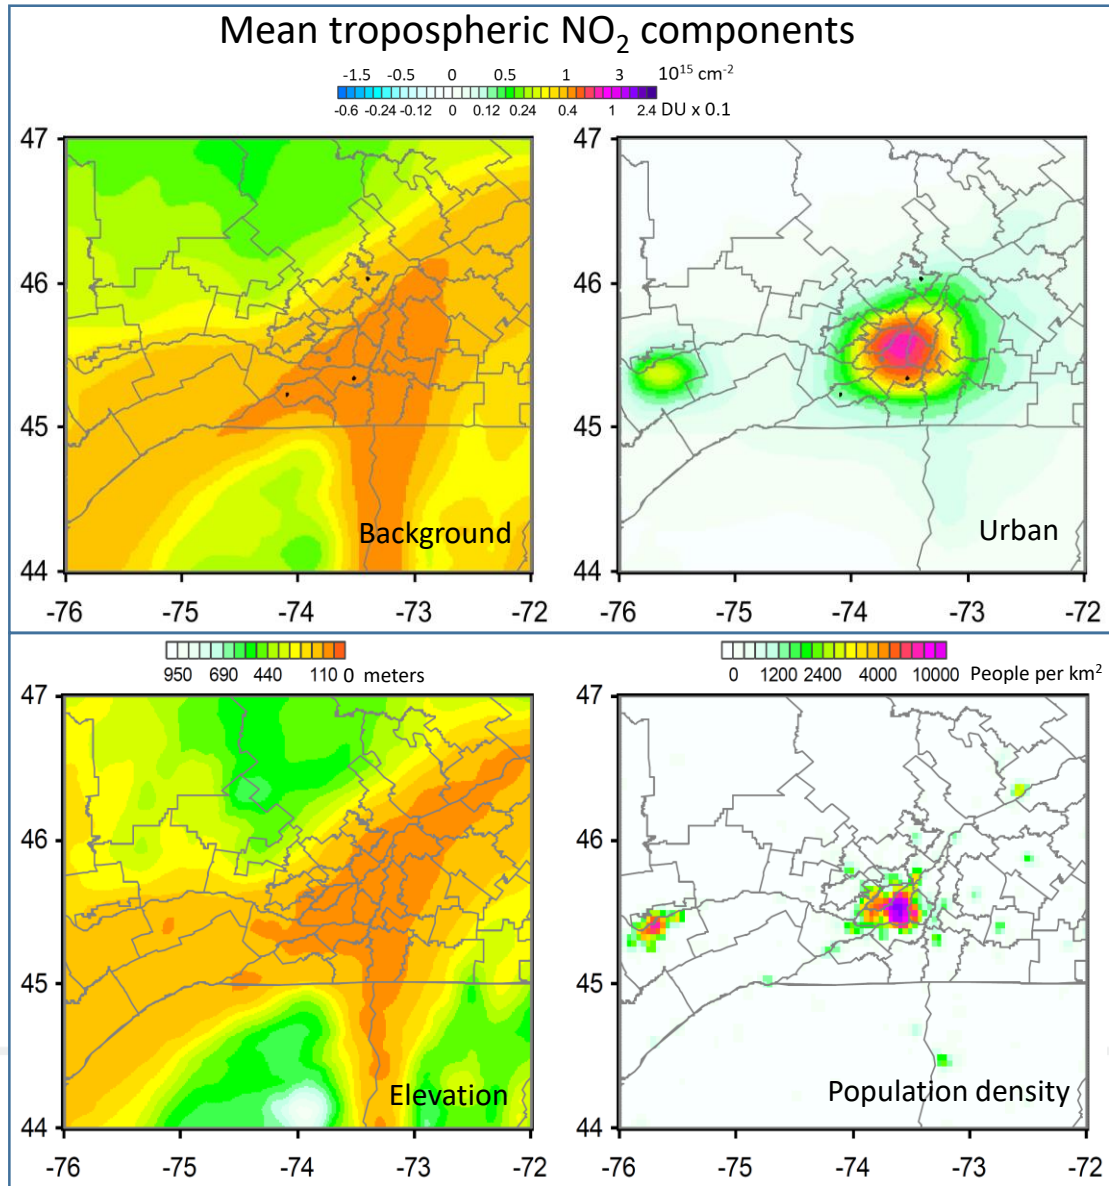 Mean tropospheric NO₂ components
-1.5 -0.5 0 0.5 1 3 10¹⁵ cm⁻²
-0.6 -0.24 -0.12 0 0.12 0.24 0.4 1 2.4 DU x 0.1
47
46
45
44
-76 -75 -74 -73 -72
Background
-76 -75 -74 -73 -72
Urban
950 690 440 110 0 meters
0 1200 2400 4000 10000 People per km²
47
46
45
44
-76 -75 -74 -73 -72
Elevation
47
46
45
44
-76 -75 -74 -73 -72
Population density
47
46
45
44